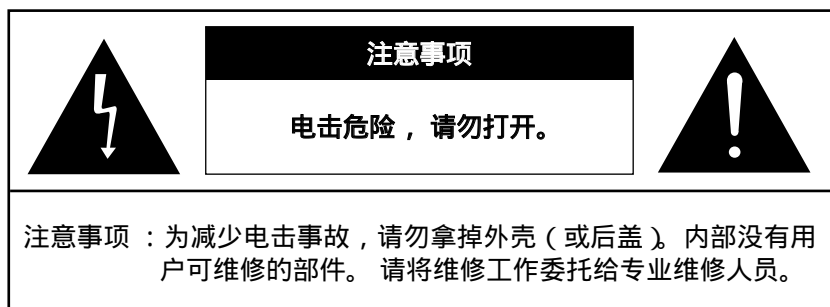 注意事项
电击危险，请勿打开。
注意事项：为减少电击事故，请勿拿掉外壳（或后盖）。内部没有用
户可维修的部件。 请将维修工作委托给专业维修人员。